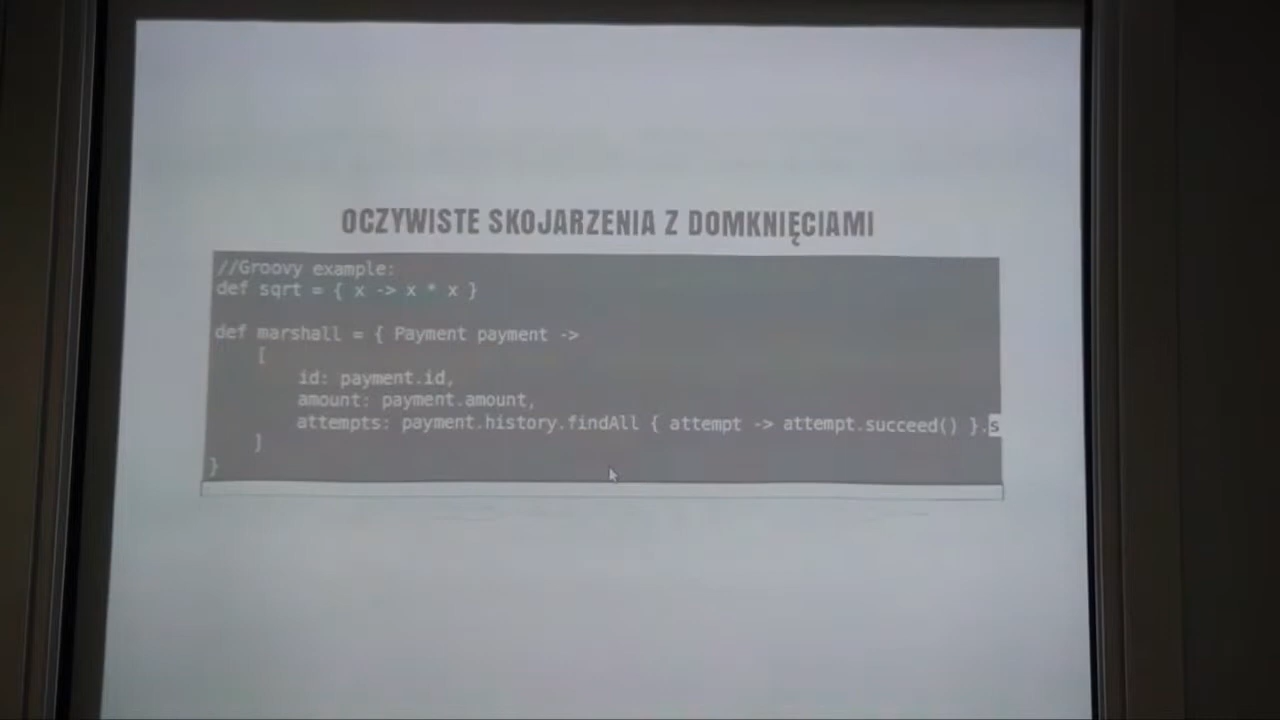 OCZYWISTE SKOJARZENIA Z DOMKNIĘCIAMI
//Groovy example:
def sqrt = { x -> x * x }
def marshall = { Payment payment ->
[
id: payment.id,
amount: payment.amount,
attempts: payment.history.findAll { attempt -> attempt.succeed() }.s
]
}